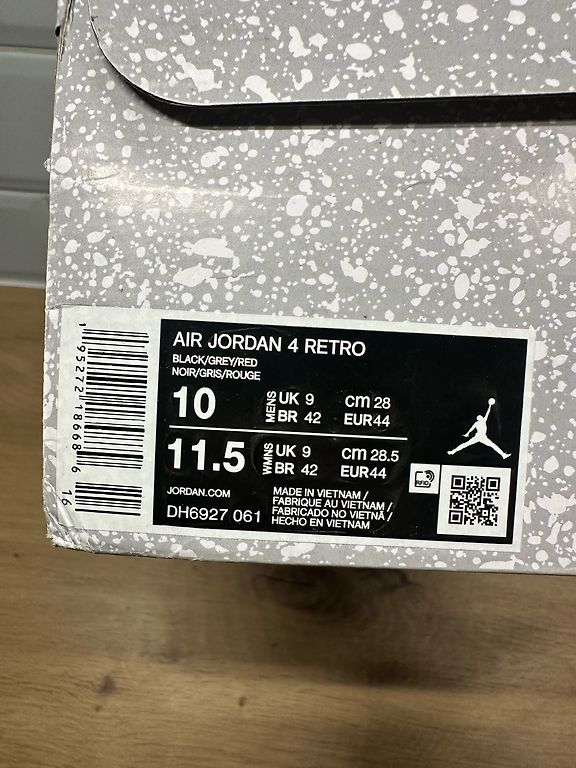 AIR JORDAN 4 RETRO
BLACK/GREY/RED
NOIR/GRIS/ROUGE
10 MENS UK 9 cm 28
BR 42 EUR44
11.5 WMNS UK 9 cm 28.5
BR 42 EUR44
JORDAN.COM
DH6927 061
MADE IN VIETNAM /
FABRIQUE AU VIETNAM /
FABRICADO NO VIETNÃ /
HECHO EN VIETNAM
RFID
1 95272 18668 6 16